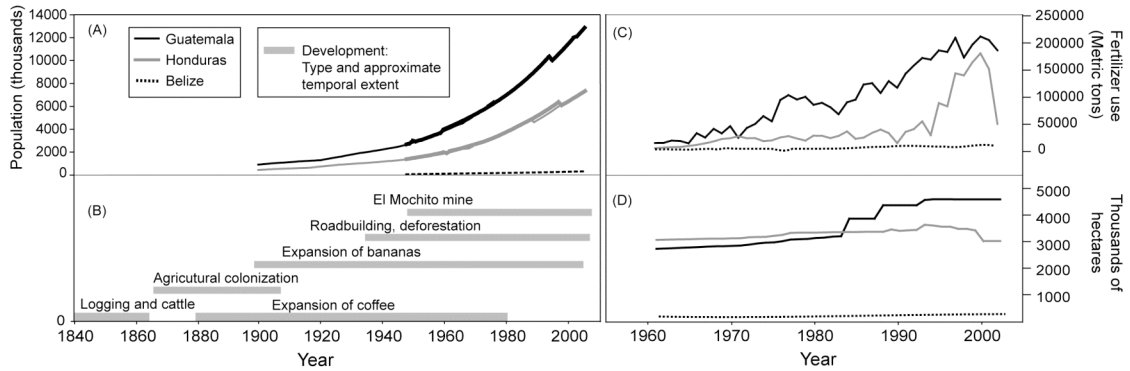 (A)
Guatemala
Honduras
Belize
Development:
Type and approximate
temporal extent
Population (thousands)
14000
12000
10000
8000
6000
4000
2000
0
(B)
El Mochito mine
Roadbuilding, deforestation
Expansion of bananas
Agricutural colonization
Logging and cattle
Expansion of coffee
0
1840 1860 1880 1900 1920 1940 1960 1980 2000
Year
(C)
250000
200000
150000
100000
50000
0
Fertilizer use
(Metric tons)
(D)
5000
4000
3000
2000
1000
Thousands of
hectares
1960 1970 1980 1990 2000
Year